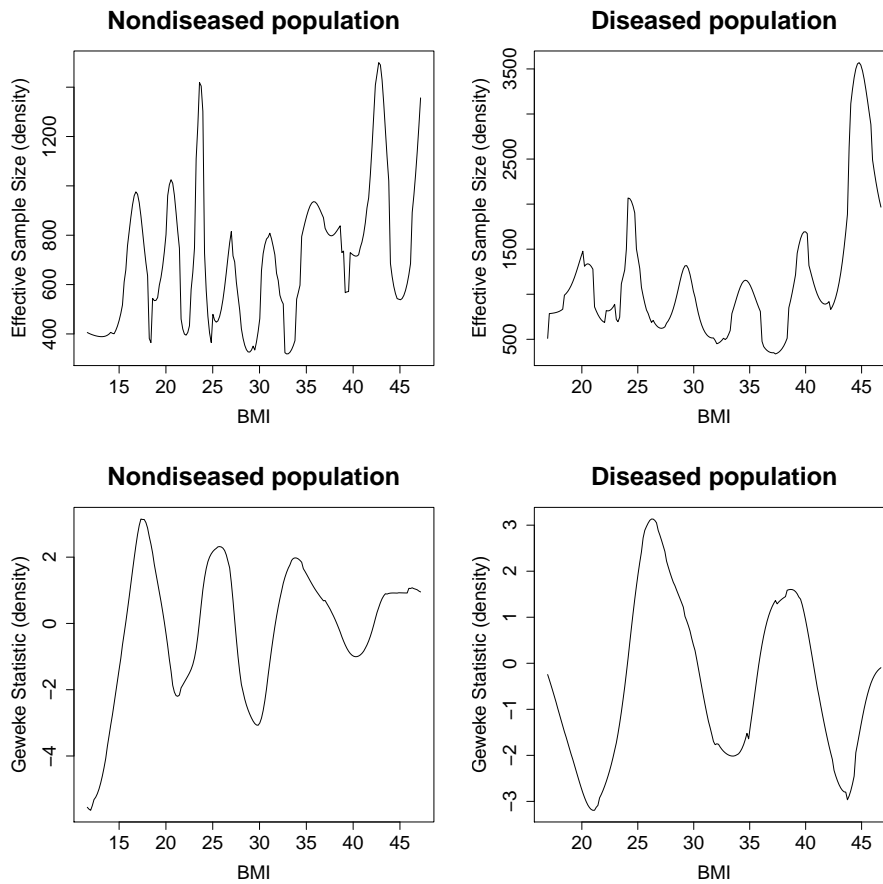 Nondiseased population
Effective Sample Size (density)
400 600 800 1200
15 20 25 30 35 40 45
BMI
Diseased population
Effective Sample Size (density)
500 1500 2500 3500
20 25 30 35 40 45
BMI
Nondiseased population
Geweke Statistic (density)
-4 -2 0 2
15 20 25 30 35 40 45
BMI
Diseased population
Geweke Statistic (density)
-3 -2 -1 0 1 2 3
20 25 30 35 40 45
BMI